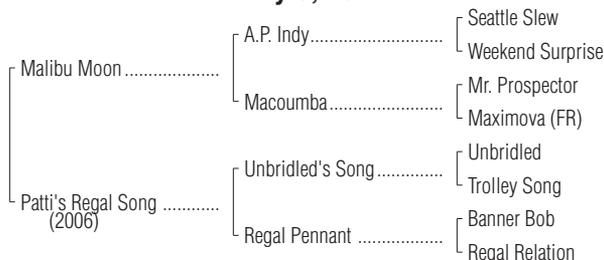 Seattle Slew
A.P. Indy
Weekend Surprise
Malibu Moon
Mr. Prospector
Macoumba
Maximova (FR)
Unbridled
Unbridled's Song
Trolley Song
Patti's Regal Song
(2006)
Banner Bob
Regal Pennant
Regal Relation